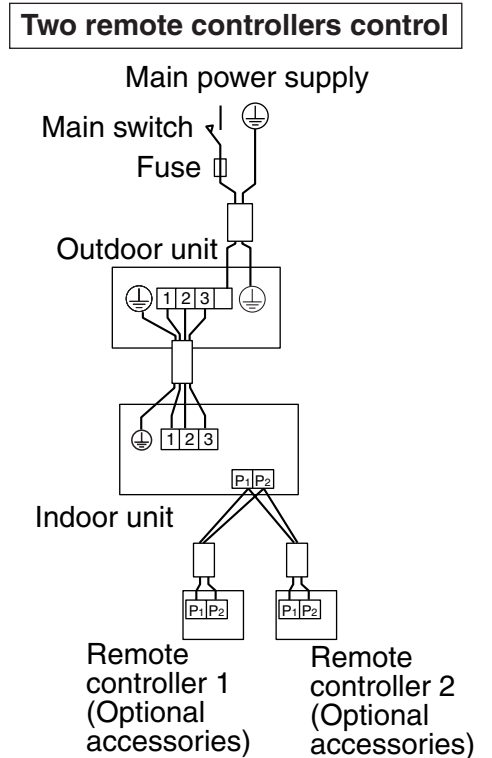 Two remote controllers control
Main power supply
Main switch
Fuse
Outdoor unit
1 2 3
1 2 3
P1 P2
Indoor unit
P1 P2
P1 P2
Remote
controller 1
(Optional
accessories)
Remote
controller 2
(Optional
accessories)